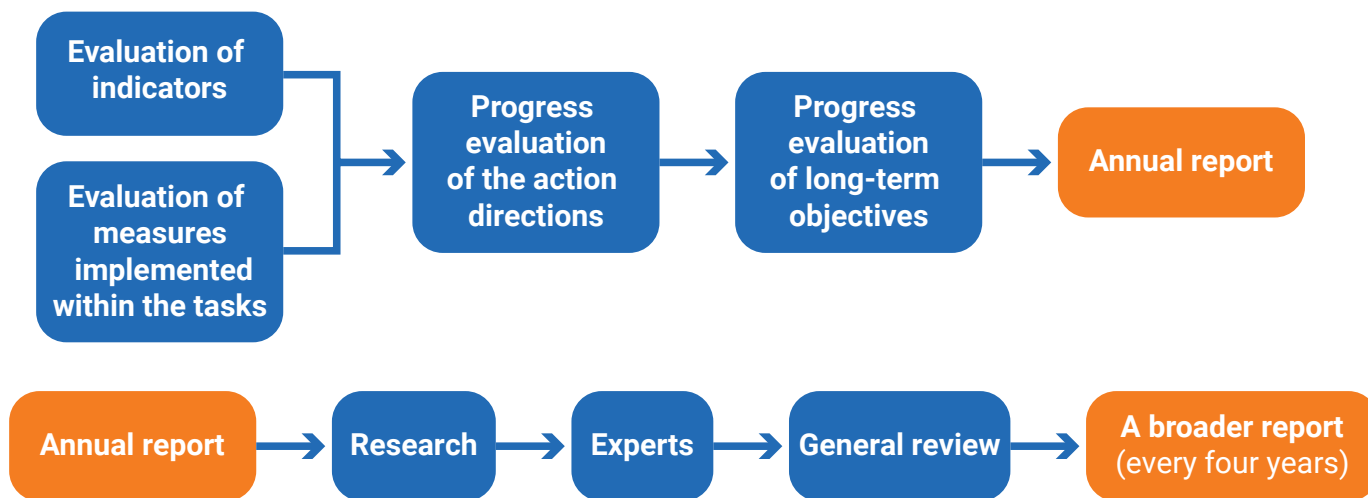 Evaluation of
indicators
Evaluation of
measures
implemented
within the tasks
Progress
evaluation
of the action
directions
Progress
evaluation
of long-term
objectives
Annual report
Annual report
Research
Experts
General review
A broader report
(every four years)